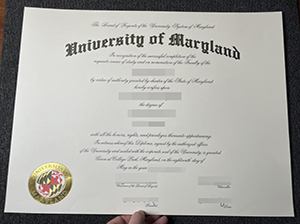 The Board of Regents of the University System of Maryland
University of Maryland
In recognition of the successful completion of the
requisite course of study and on nomination of the Faculty of the
by virtue of authority granted by charter of the State of Maryland
hereby confers upon
the degree of
with all the honors, rights, and privileges thereunto appertaining.
In witness whereof this Diploma, signed by the authorized officers
of the University and sealed with the corporate seal of the University, is granted.
Given at College Park, Maryland, on the eighteenth day of
May in the year